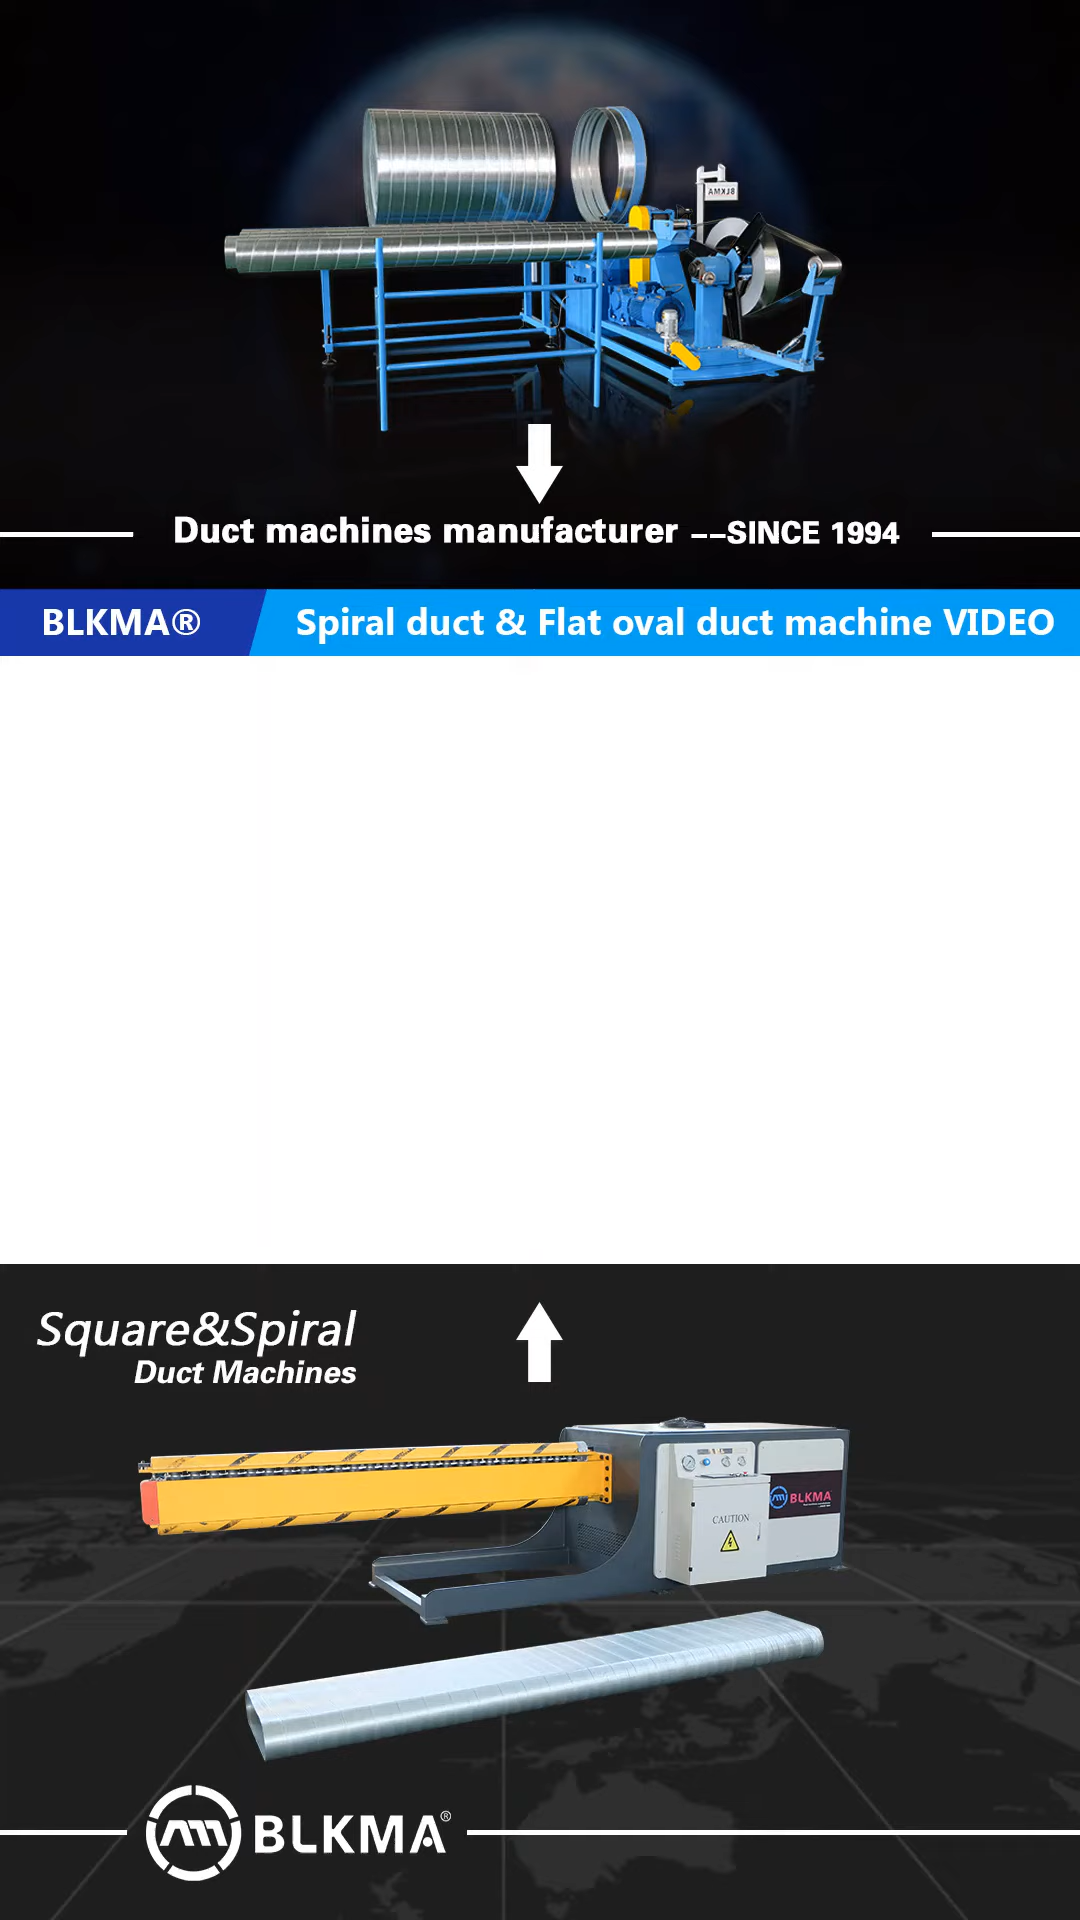 BLKMA
Duct machines manufacturer --SINCE 1994
BLKMA® Spiral duct & Flat oval duct machine VIDEO
Square&Spiral
Duct Machines
BLKMA
CAUTION
BLKMA®